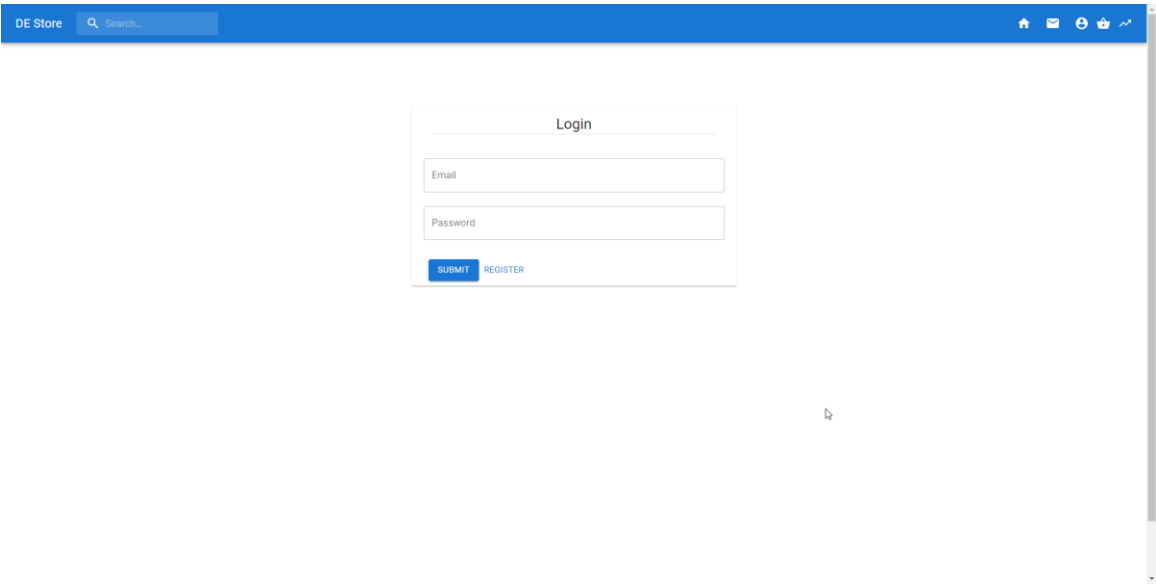 DE Store
Search...
Login
Email
Password
SUBMIT REGISTER